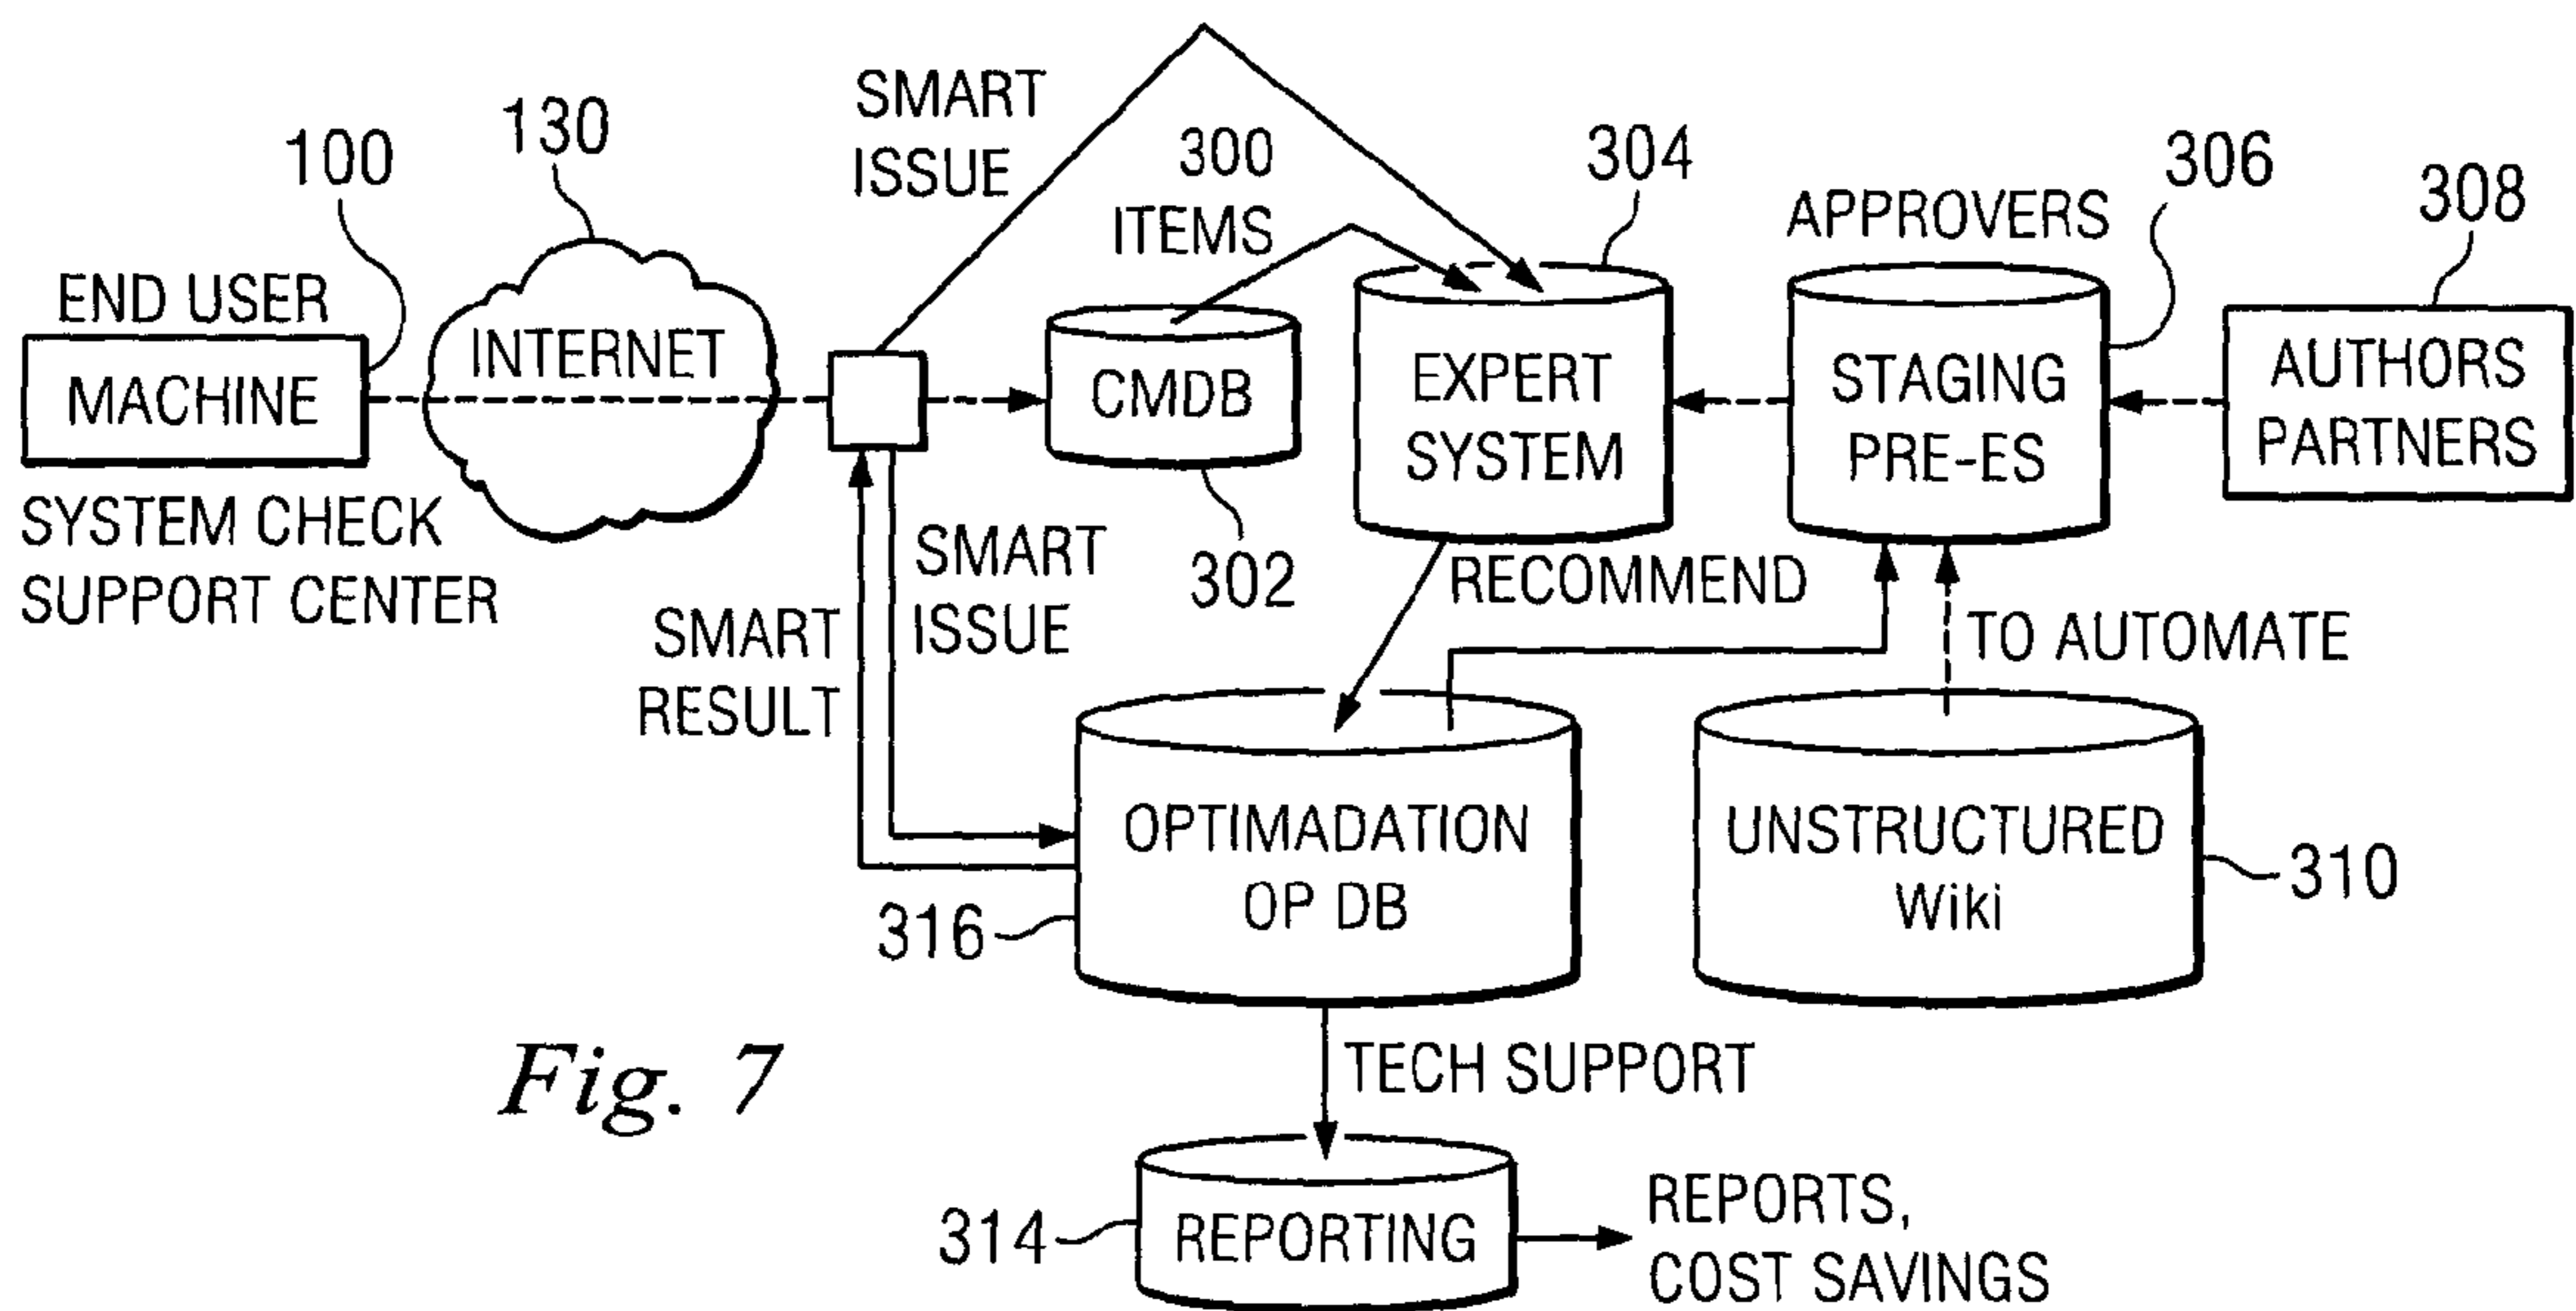 100
130
SMART
ISSUE
300
ITEMS
304
APPROVERS
306
308
END USER
MACHINE
INTERNET
CMDB
EXPERT
SYSTEM
STAGING
PRE-ES
AUTHORS
PARTNERS
SYSTEM CHECK
SUPPORT CENTER
302
SMART
ISSUE
SMART
RESULT
RECOMMEND
TO AUTOMATE
OPTIMADATION
OP DB
316
UNSTRUCTURED
Wiki
310
Fig. 7
TECH SUPPORT
314
REPORTING
REPORTS,
COST SAVINGS